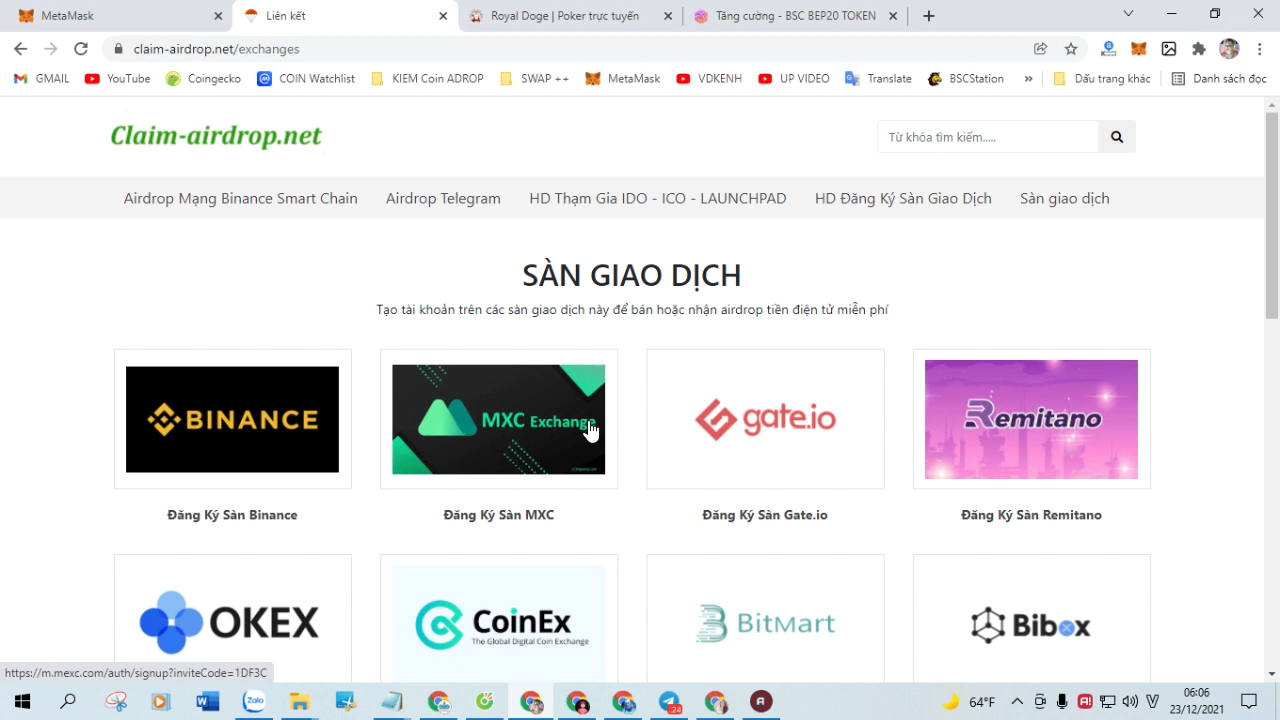 MetaMask
Liên kết
Royal Doge | Poker trực tuyến
Tăng cường - BSC BEP20 TOKEN
claim-airdrop.net/exchanges
GMAIL
YouTube
Coingecko
COIN Watchlist
KIEM Coin ADROP
SWAP ++
MetaMask
VDKENH
UP VIDEO
Translate
BSCStation
»
Dấu trang khác
Danh sách đọc
Claim-airdrop.net
Từ khóa tìm kiếm.....
Airdrop Mạng Binance Smart Chain
Airdrop Telegram
HD Thạm Gia IDO - ICO - LAUNCHPAD
HD Đăng Ký Sàn Giao Dịch
Sàn giao dịch
SÀN GIAO DỊCH
Tạo tài khoản trên các sàn giao dịch này để bán hoặc nhận airdrop tiền điện tử miễn phí
BINANCE
MXC Exchange
gate.io
Remitano
Đăng Ký Sàn Binance
Đăng Ký Sàn MXC
Đăng Ký Sàn Gate.io
Đăng Ký Sàn Remitano
OKEX
CoinEx
The Global Digital Coin Exchange
BitMart
Bibox
https://m.mexc.com/auth/signup?inviteCode=1DF3C
Zalo
24
64°F
06:06
23/12/2021